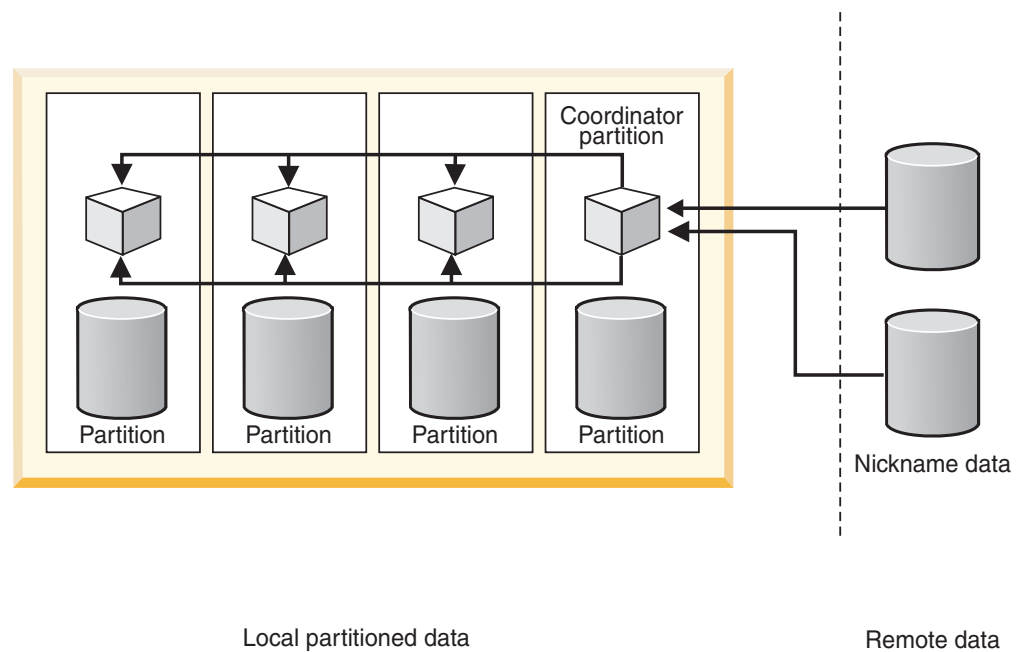 Coordinator
partition
Partition
Partition
Partition
Partition
Nickname data
Local partitioned data
Remote data